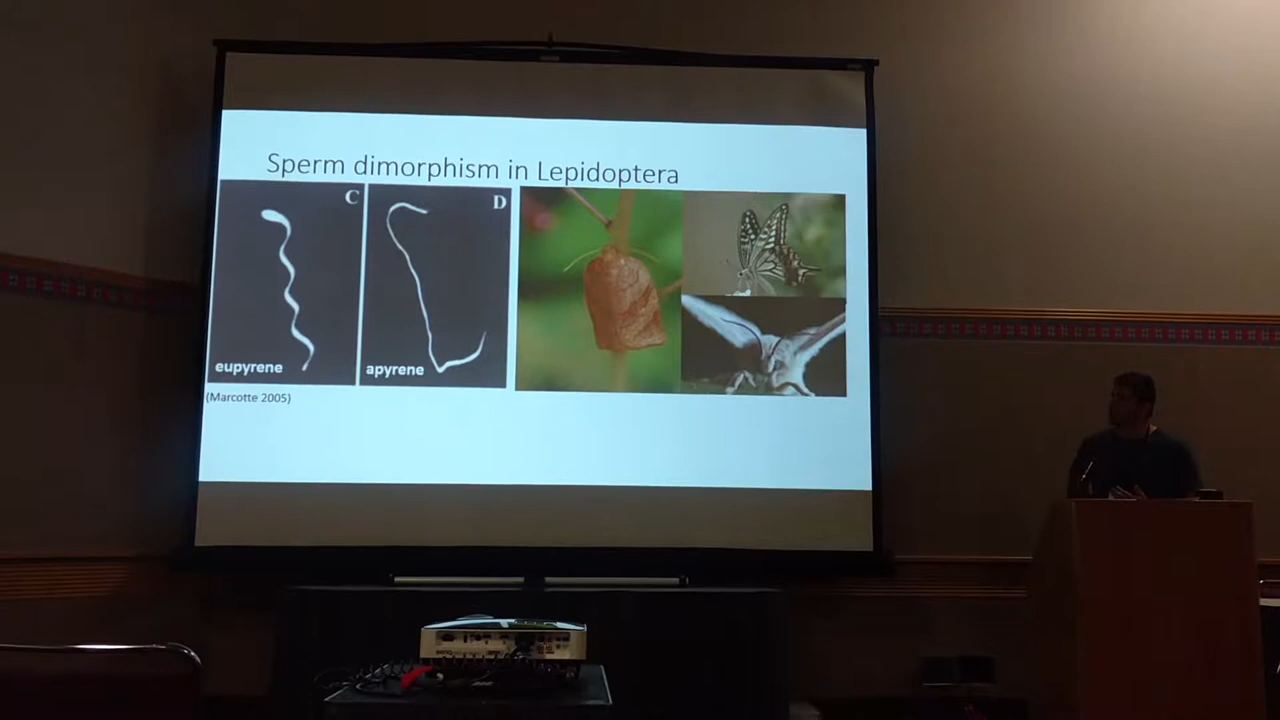 Sperm dimorphism in Lepidoptera
C
D
eupyrene
apyrene
(Marcotte 2005)